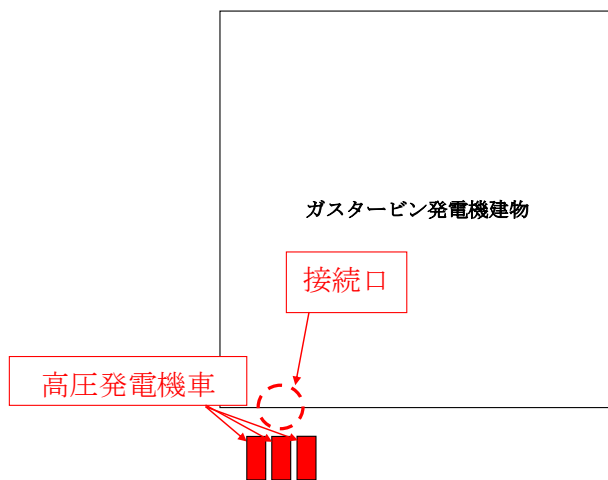 ガスタービン発電機建物
接続口
高圧発電機車